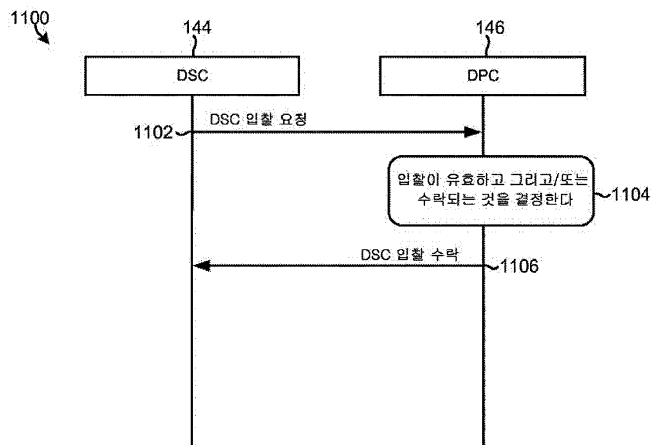 1100
144
146
DSC
DPC
DSC 입찰 요청
1102
입찰이 유효하고 그리고/또는
수락되는 것을 결정한다
1104
DSC 입찰 수락
1106